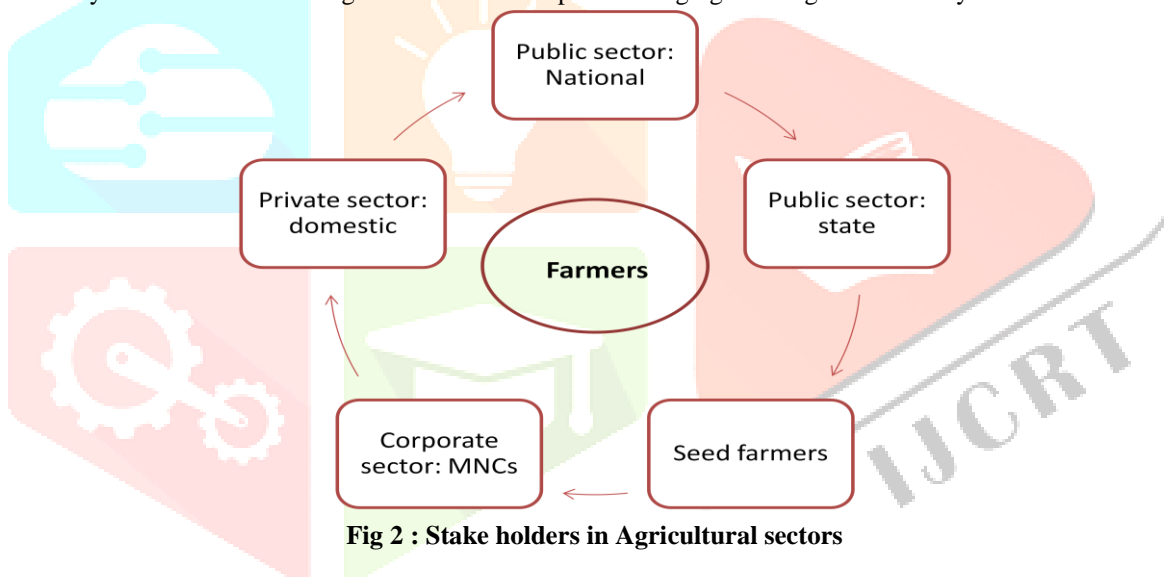 Public sector:
National
Private sector:
domestic
Public sector:
state
Farmers
Corporate
sector: MNCs
Seed farmers
IJCRT
Fig 2 : Stake holders in Agricultural sectors